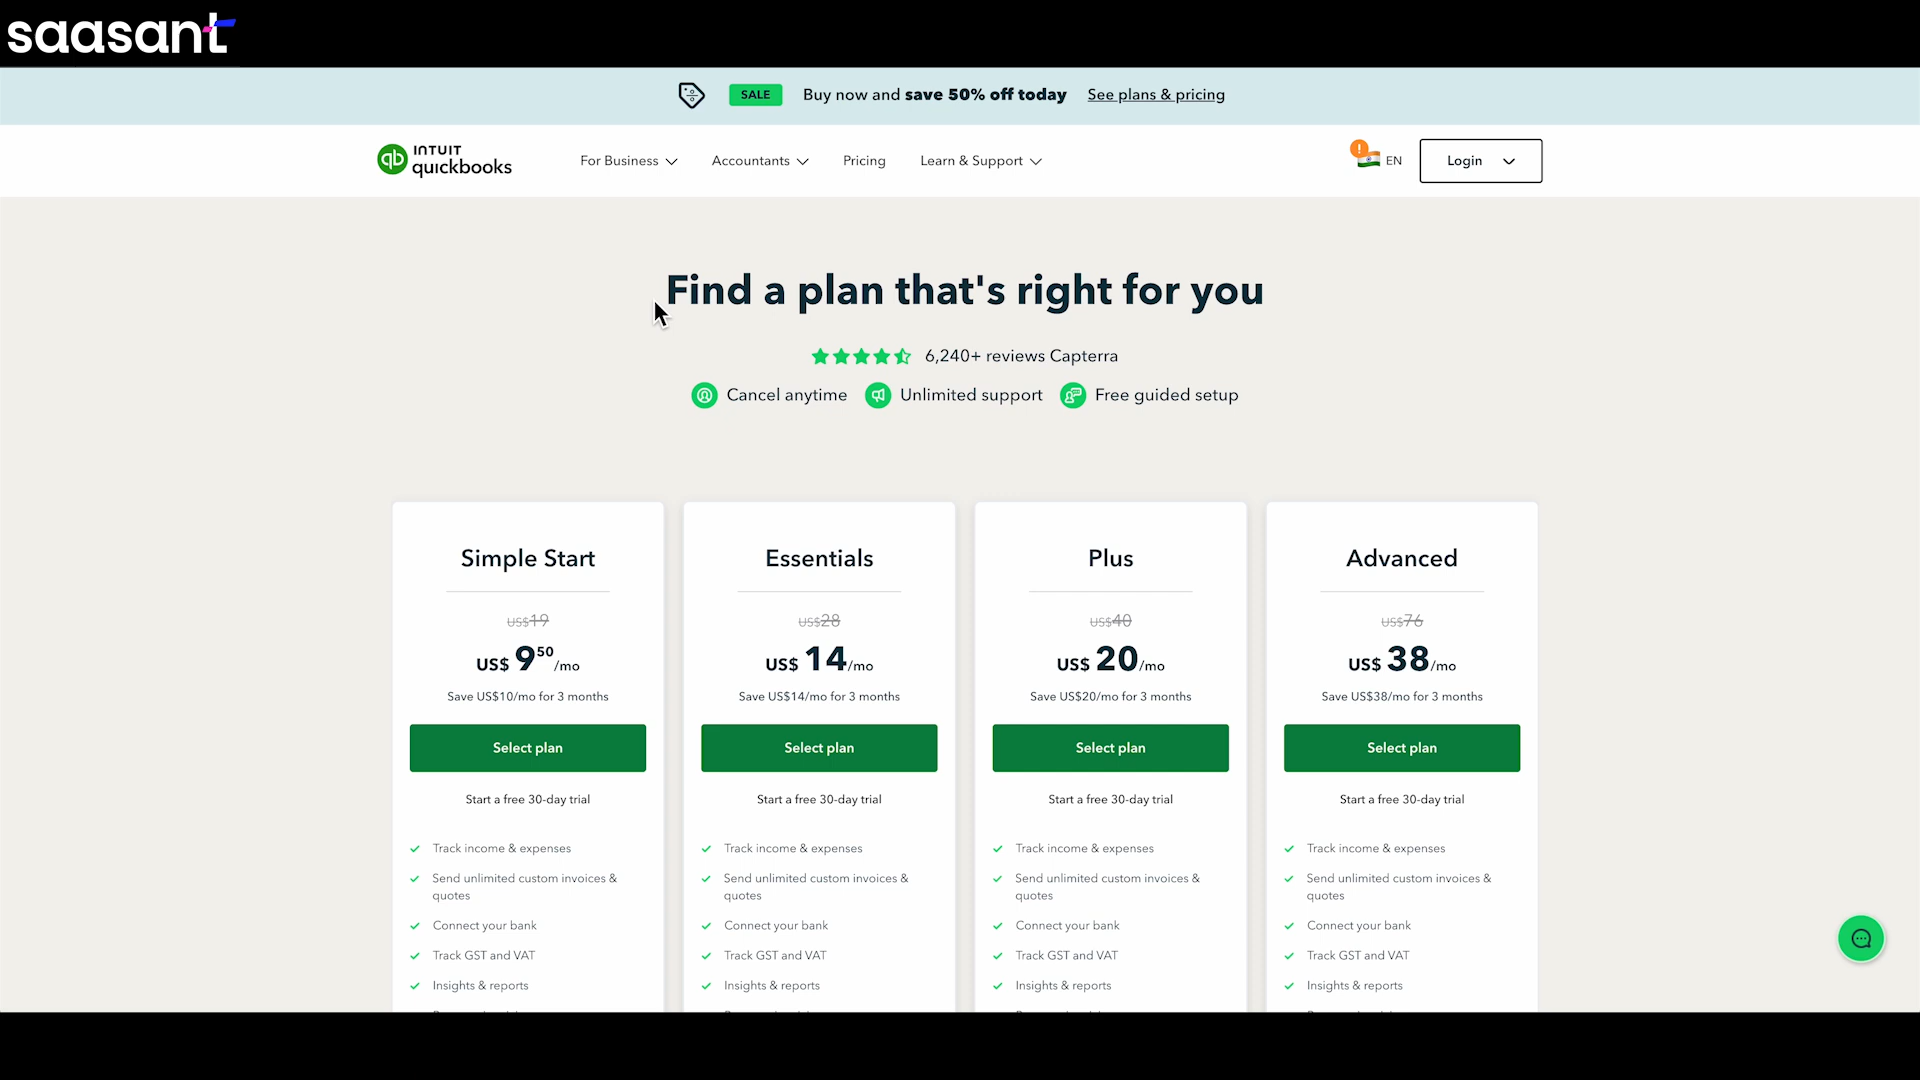 saasant
SALE Buy now and save 50% off today See plans & pricing
INTUIT
quickbooks
For Business Accountants Pricing Learn & Support
! EN Login
Find a plan that's right for you
6,240+ reviews Capterra
Cancel anytime Unlimited support Free guided setup
Simple Start
US$19
US$ 950/mo
Save US$10/mo for 3 months
Select plan
Start a free 30-day trial
Track income & expenses
Send unlimited custom invoices &
quotes
Connect your bank
Track GST and VAT
Insights & reports
Essentials
US$28
US$ 14/mo
Save US$14/mo for 3 months
Select plan
Start a free 30-day trial
Track income & expenses
Send unlimited custom invoices &
quotes
Connect your bank
Track GST and VAT
Insights & reports
Plus
US$40
US$ 20/mo
Save US$20/mo for 3 months
Select plan
Start a free 30-day trial
Track income & expenses
Send unlimited custom invoices &
quotes
Connect your bank
Track GST and VAT
Insights & reports
Advanced
US$76
US$ 38/mo
Save US$38/mo for 3 months
Select plan
Start a free 30-day trial
Track income & expenses
Send unlimited custom invoices &
quotes
Connect your bank
Track GST and VAT
Insights & reports